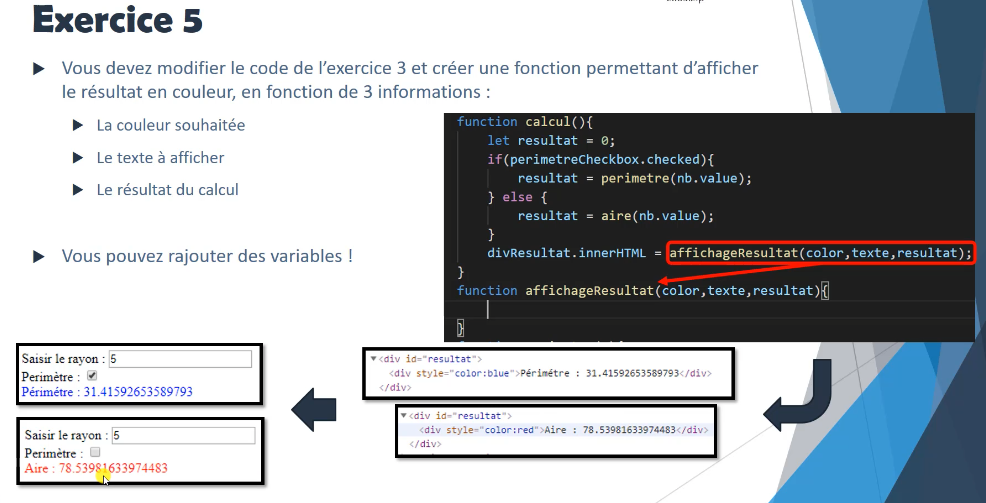 Exercice 5
Vous devez modifier le code de l'exercice 3 et créer une fonction permettant d'afficher
le résultat en couleur, en fonction de 3 informations :
La couleur souhaitée
Le texte à afficher
Le résultat du calcul
Vous pouvez rajouter des variables !
function calcul(){
let resultat = 0;
if(perimetreCheckbox.checked){
resultat = perimetre(nb.value);
} else {
resultat = aire(nb.value);
}
divResultat.innerHTML = affichageResultat(color,texte,resultat);
}
function affichageResultat(color,texte,resultat){
}
Saisir le rayon : 5
Perimètre :
Périmétre : 31.41592653589793
Saisir le rayon : 5
Perimètre :
Aire : 78.53981633974483
<div id="resultat">
<div style="color:blue">Périmétre : 31.41592653589793</div>
</div>
<div id="resultat">
<div style="color:red">Aire : 78.53981633974483</div>
</div>